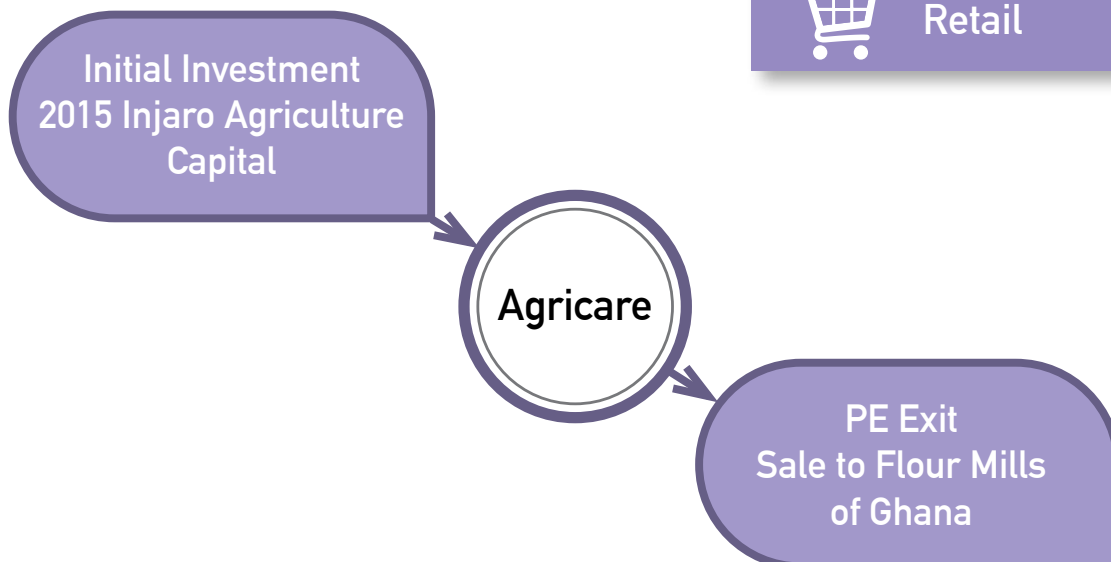 Retail
Initial Investment
2015 Injaro Agriculture
Capital
Agricare
PE Exit
Sale to Flour Mills
of Ghana